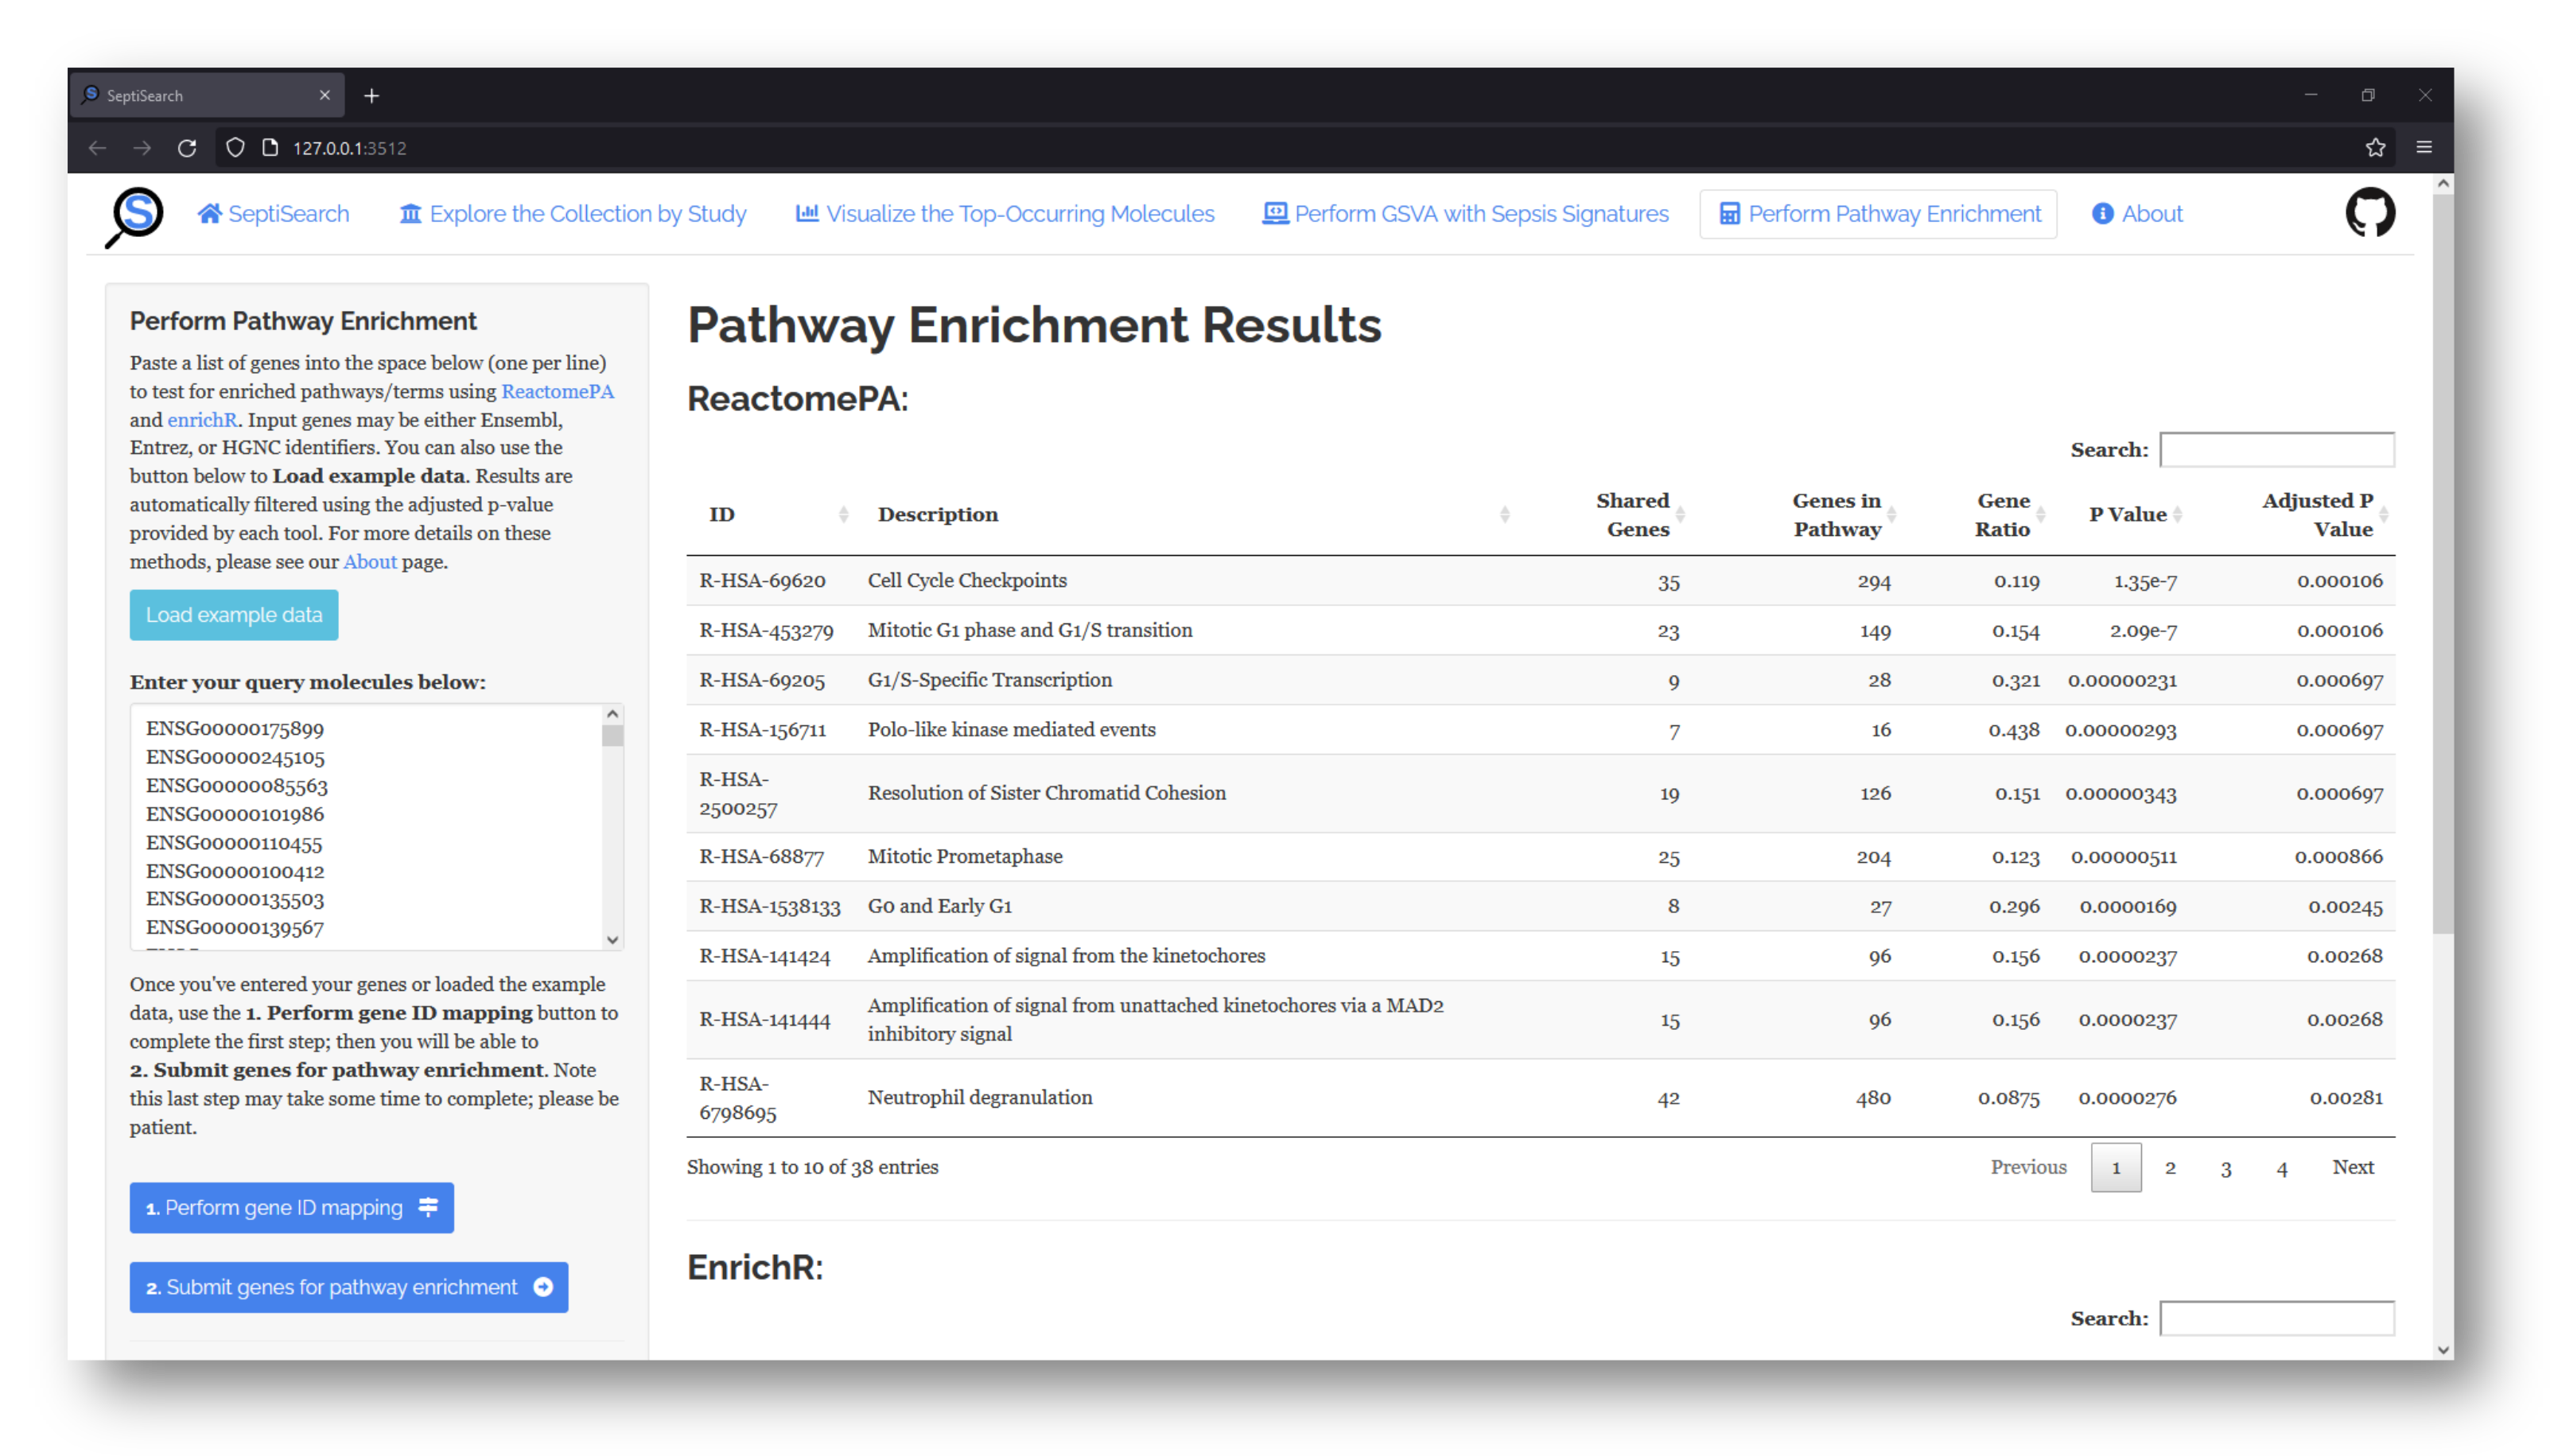 SeptiSearch
127.0.0.1:3512
S
SeptiSearch
Explore the Collection by Study
Visualize the Top-Occurring Molecules
Perform GSVA with Sepsis Signatures
Perform Pathway Enrichment
About
Perform Pathway Enrichment
Paste a list of genes into the space below (one per line)
to test for enriched pathways/terms using ReactomePA
and enrichR. Input genes may be either Ensembl,
Entrez, or HGNC identifiers. You can also use the
button below to Load example data. Results are
automatically filtered using the adjusted p-value
provided by each tool. For more details on these
methods, please see our About page.
Load example data
Enter your query molecules below:
ENSG00000175899
ENSG00000245105
ENSG00000085563
ENSG00000101986
ENSG00000110455
ENSG00000100412
ENSG00000135503
ENSG00000139567
Once you've entered your genes or loaded the example
data, use the 1. Perform gene ID mapping button to
complete the first step; then you will be able to
2. Submit genes for pathway enrichment. Note
this last step may take some time to complete; please be
patient.
1. Perform gene ID mapping
2. Submit genes for pathway enrichment
Pathway Enrichment Results
ReactomePA:
Search:
ID Description Shared Genes Genes in Pathway Gene Ratio P Value Adjusted P Value
R-HSA-69620 Cell Cycle Checkpoints 35 294 0.119 1.35e-7 0.000106
R-HSA-453279 Mitotic G1 phase and G1/S transition 23 149 0.154 2.09e-7 0.000106
R-HSA-69205 G1/S-Specific Transcription 9 28 0.321 0.00000231 0.000697
R-HSA-156711 Polo-like kinase mediated events 7 16 0.438 0.00000293 0.000697
R-HSA-2500257 Resolution of Sister Chromatid Cohesion 19 126 0.151 0.00000343 0.000697
R-HSA-68877 Mitotic Prometaphase 25 204 0.123 0.00000511 0.000866
R-HSA-1538133 G0 and Early G1 8 27 0.296 0.0000169 0.00245
R-HSA-141424 Amplification of signal from the kinetochores 15 96 0.156 0.0000237 0.00268
R-HSA-141444 Amplification of signal from unattached kinetochores via a MAD2 inhibitory signal 15 96 0.156 0.0000237 0.00268
R-HSA-6798695 Neutrophil degranulation 42 480 0.0875 0.0000276 0.00281
Showing 1 to 10 of 38 entries
Previous 1 2 3 4 Next
EnrichR:
Search: